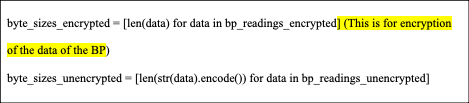 byte_sizes_encrypted = [len(data) for data in bp_readings_encrypted] (This is for encryption
of the data of the BP)
byte_sizes_unencrypted = [len(str(data).encode()) for data in bp_readings_unencrypted]